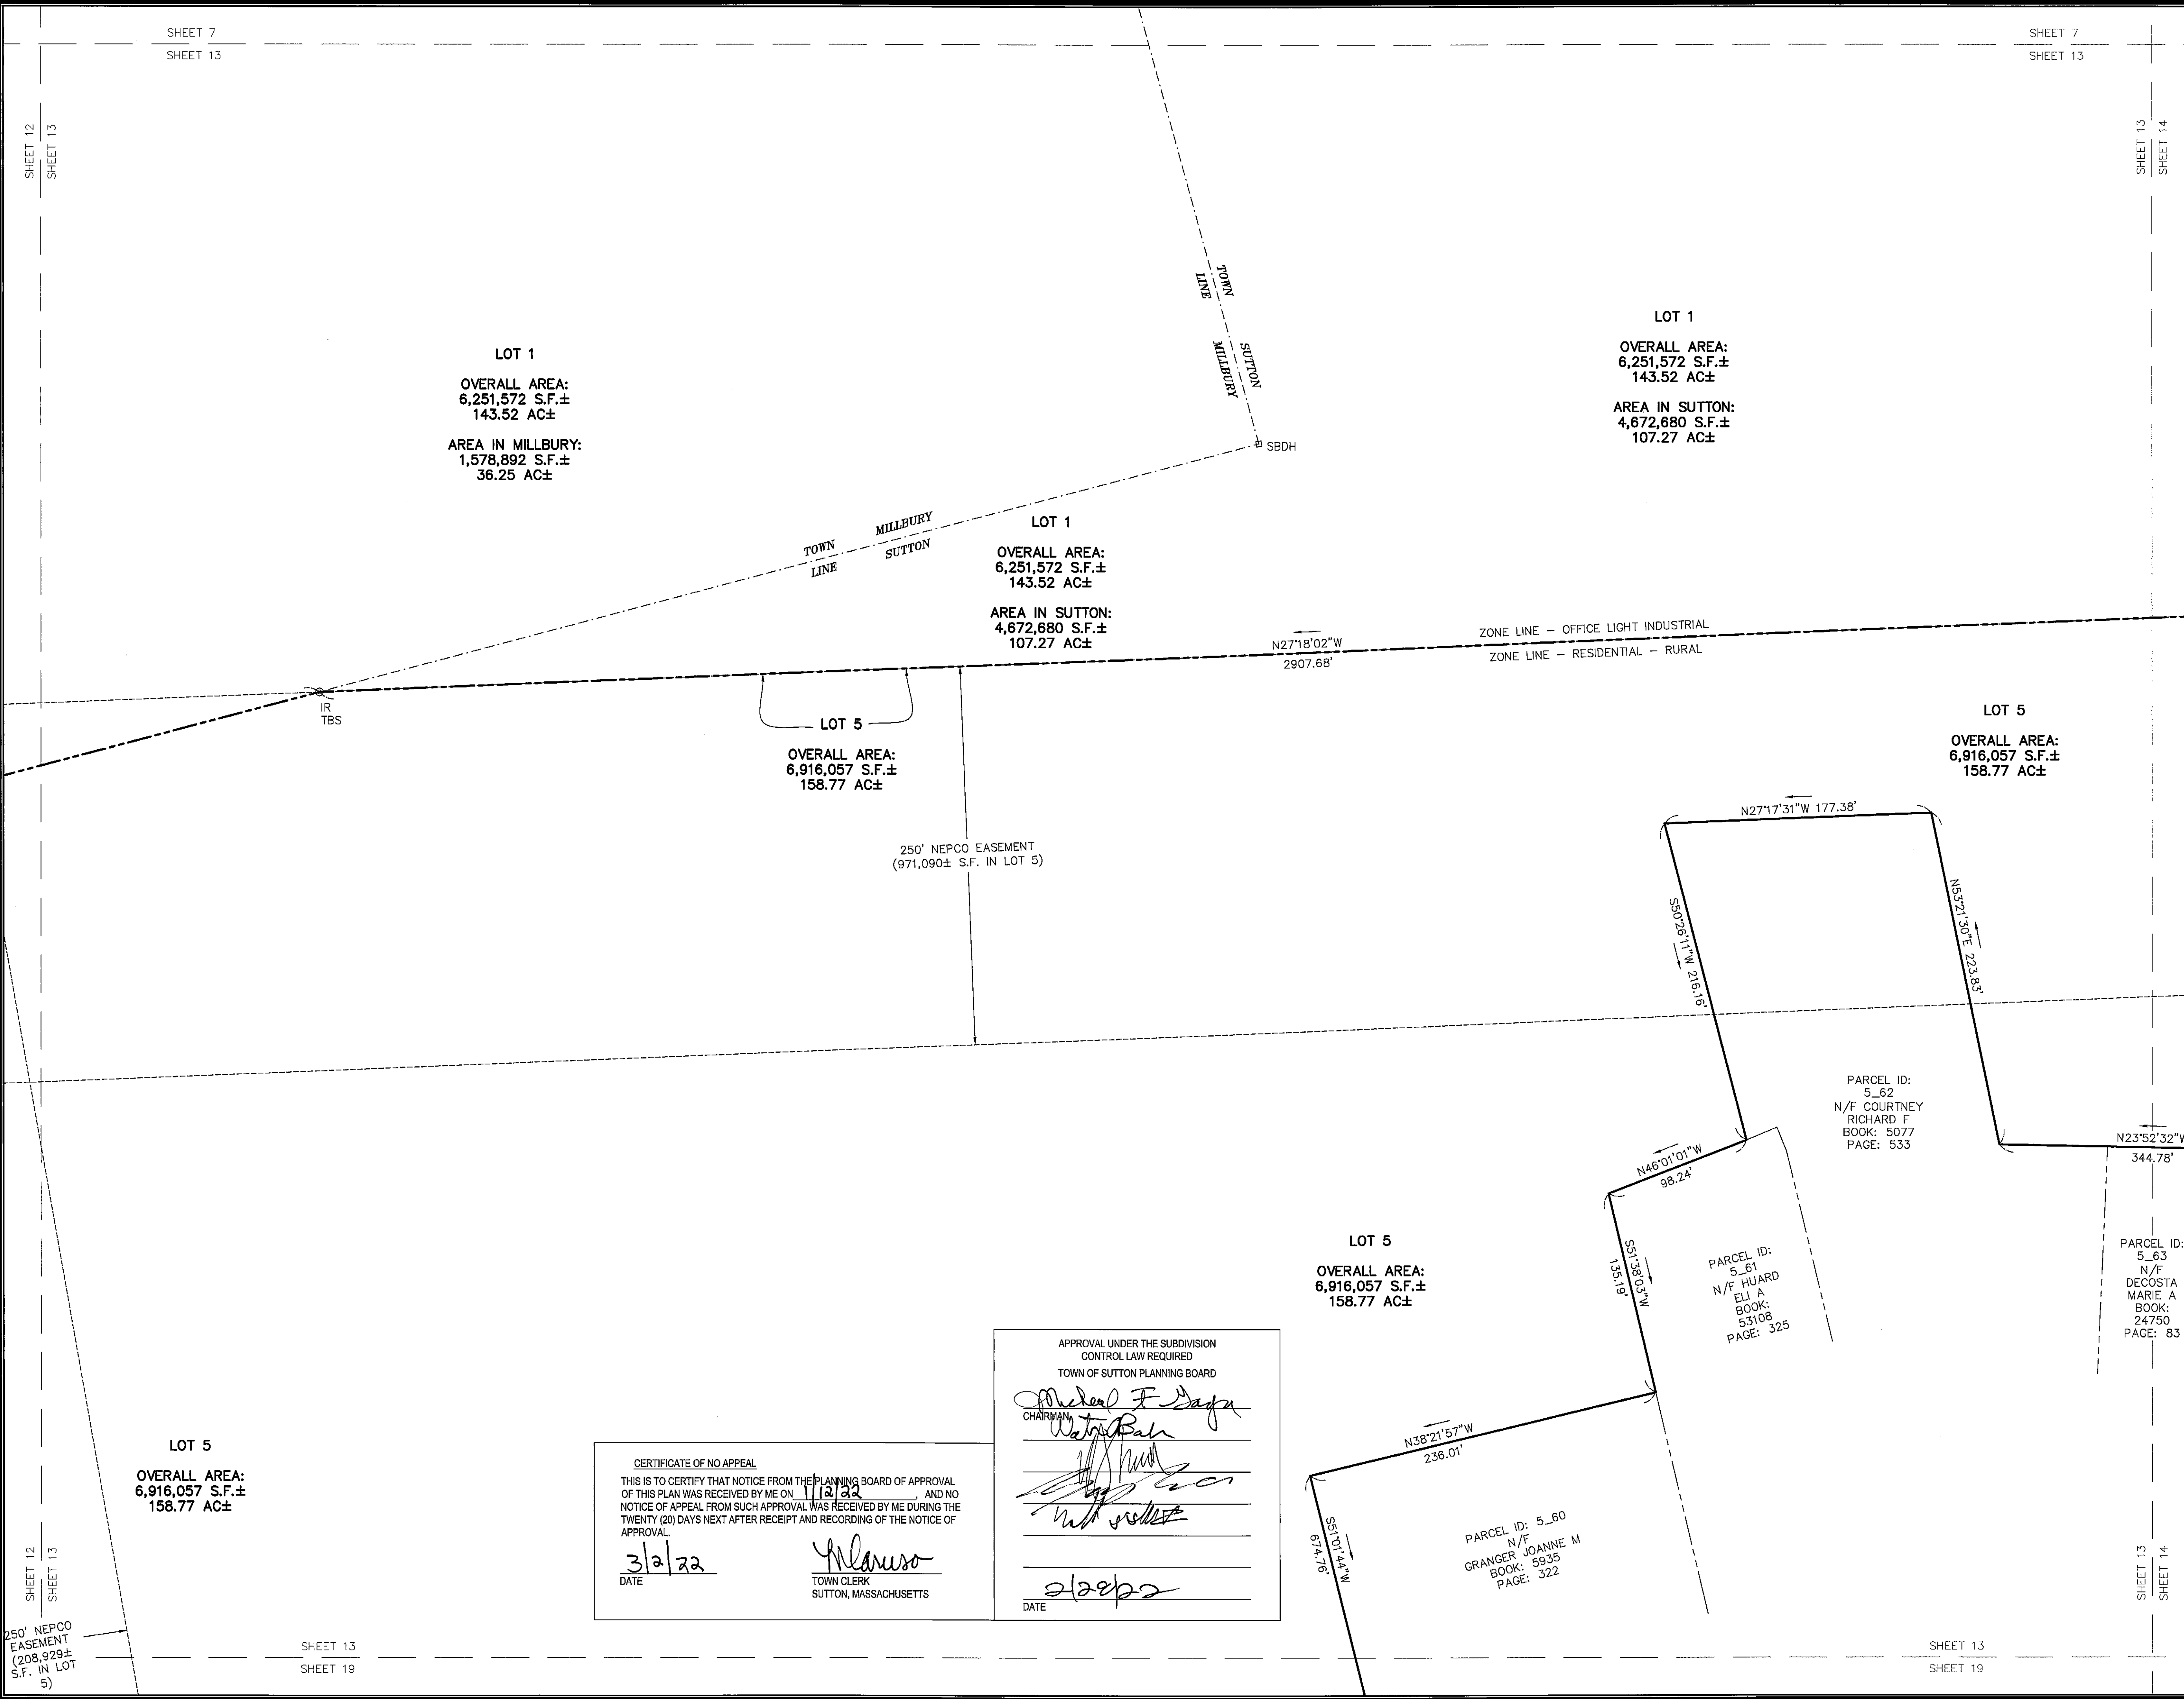 SHEET 7
SHEET 13
SHEET 7
SHEET 13
SHEET 12
SHEET 13
SHEET 13
SHEET 14
TOWN
LINE
SUTTON
MILLBURY
SBDH
LOT 1
OVERALL AREA:
6,251,572 S.F.±
143.52 AC±
AREA IN MILLBURY:
1,578,892 S.F.±
36.25 AC±
LOT 1
OVERALL AREA:
6,251,572 S.F.±
143.52 AC±
AREA IN SUTTON:
4,672,680 S.F.±
107.27 AC±
TOWN
LINE
MILLBURY
SUTTON
LOT 1
OVERALL AREA:
6,251,572 S.F.±
143.52 AC±
AREA IN SUTTON:
4,672,680 S.F.±
107.27 AC±
N27°18'02"W
2907.68'
ZONE LINE – OFFICE LIGHT INDUSTRIAL
ZONE LINE – RESIDENTIAL – RURAL
IR
TBS
LOT 5
OVERALL AREA:
6,916,057 S.F.±
158.77 AC±
LOT 5
OVERALL AREA:
6,916,057 S.F.±
158.77 AC±
250' NEPCO EASEMENT
(971,090± S.F. IN LOT 5)
N27°17'31"W 177.38'
S50°26'11"W 216.16'
N53°21'30"E 223.83'
PARCEL ID:
5_62
N/F COURTNEY
RICHARD F
BOOK: 5077
PAGE: 533
N23°52'32"W
344.78'
N46°01'01"W
98.24'
S51°38'03"W
135.19'
PARCEL ID:
5_61
N/F HUARD
ELI A
BOOK:
53108
PAGE: 325
PARCEL ID:
5_63
N/F
DECOSTA
MARIE A
BOOK:
24750
PAGE: 83
LOT 5
OVERALL AREA:
6,916,057 S.F.±
158.77 AC±
N38°21'57"W
236.01'
S51°01'44"W
674.76'
PARCEL ID: 5_60
N/F
GRANGER JOANNE M
BOOK: 5935
PAGE: 322
LOT 5
OVERALL AREA:
6,916,057 S.F.±
158.77 AC±
CERTIFICATE OF NO APPEAL
THIS IS TO CERTIFY THAT NOTICE FROM THE PLANNING BOARD OF APPROVAL
OF THIS PLAN WAS RECEIVED BY ME ON 1/12/22, AND NO
NOTICE OF APPEAL FROM SUCH APPROVAL WAS RECEIVED BY ME DURING THE
TWENTY (20) DAYS NEXT AFTER RECEIPT AND RECORDING OF THE NOTICE OF
APPROVAL.
3/2/22
DATE
TOWN CLERK
SUTTON, MASSACHUSETTS
APPROVAL UNDER THE SUBDIVISION
CONTROL LAW REQUIRED
TOWN OF SUTTON PLANNING BOARD
CHAIRMAN
2/28/22
DATE
SHEET 12
SHEET 13
SHEET 13
SHEET 14
250' NEPCO
EASEMENT
(208,929±
S.F. IN LOT
5)
SHEET 13
SHEET 19
SHEET 13
SHEET 19